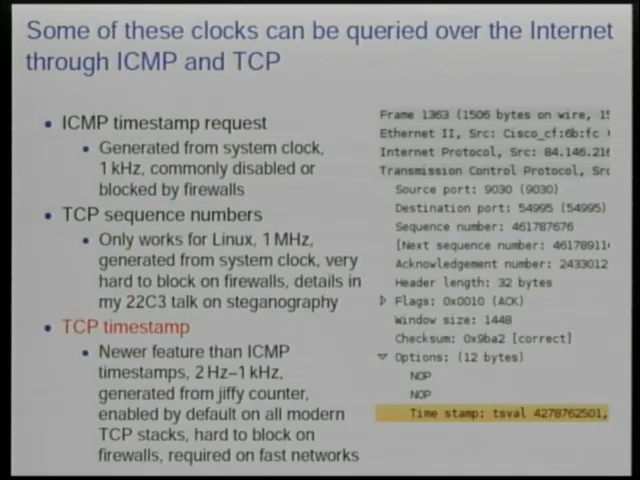 Some of these clocks can be queried over the Internet
through ICMP and TCP
• ICMP timestamp request
• Generated from system clock,
1 kHz, commonly disabled or
blocked by firewalls
• TCP sequence numbers
• Only works for Linux, 1 MHz,
generated from system clock, very
hard to block on firewalls, details in
my 22C3 talk on steganography
• TCP timestamp
• Newer feature than ICMP
timestamps, 2 Hz–1 kHz,
generated from jiffy counter,
enabled by default on all modern
TCP stacks, hard to block on
firewalls, required on fast networks
Frame 1363 (1506 bytes on wire, 15
Ethernet II, Src: Cisco_cf:6b:fc (
Internet Protocol, Src: 84.146.216
Transmission Control Protocol, Src
Source port: 9030 (9030)
Destination port: 54995 (54995)
Sequence number: 461787676
[Next sequence number: 46178911
Acknowledgement number: 2433012
Header length: 32 bytes
Flags: 0x0010 (ACK)
Window size: 1448
Checksum: 0x9ba2 [correct]
Options: (12 bytes)
NOP
NOP
Time stamp: tsval 4278762501,